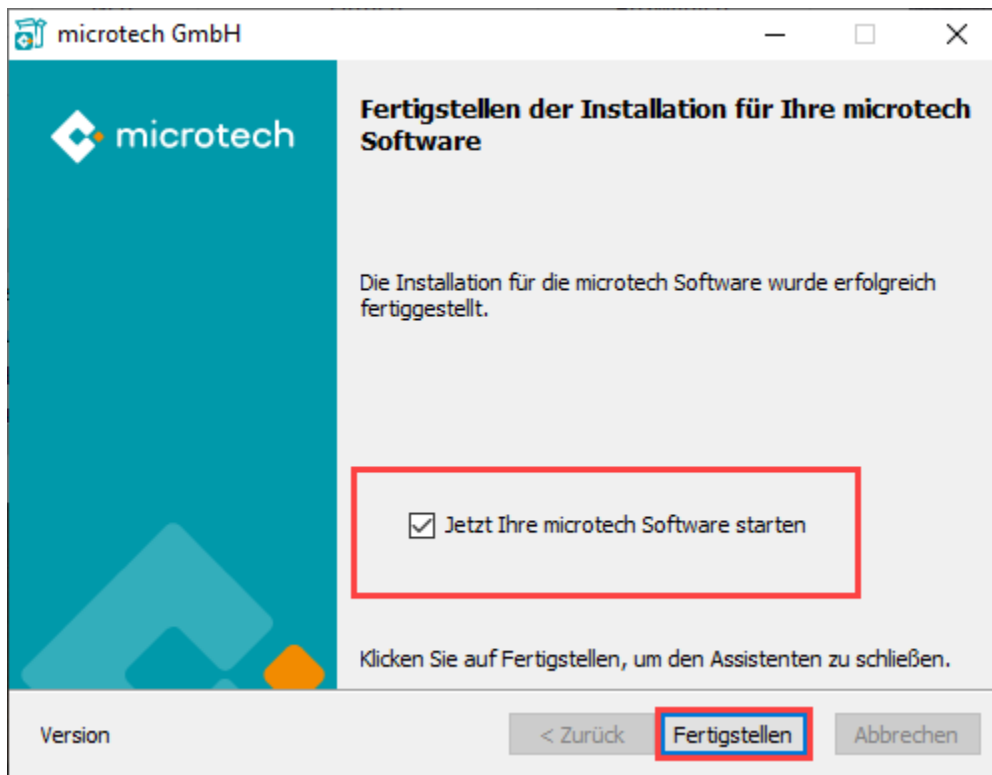 microtech GmbH
microtech
Fertigstellen der Installation für Ihre microtech
Software
Die Installation für die microtech Software wurde erfolgreich
fertiggestellt.
Jetzt Ihre microtech Software starten
Klicken Sie auf Fertigstellen, um den Assistenten zu schließen.
Version
< Zurück
Fertigstellen
Abbrechen